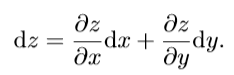 dz = ∂z/∂x dx + ∂z/∂y dy.